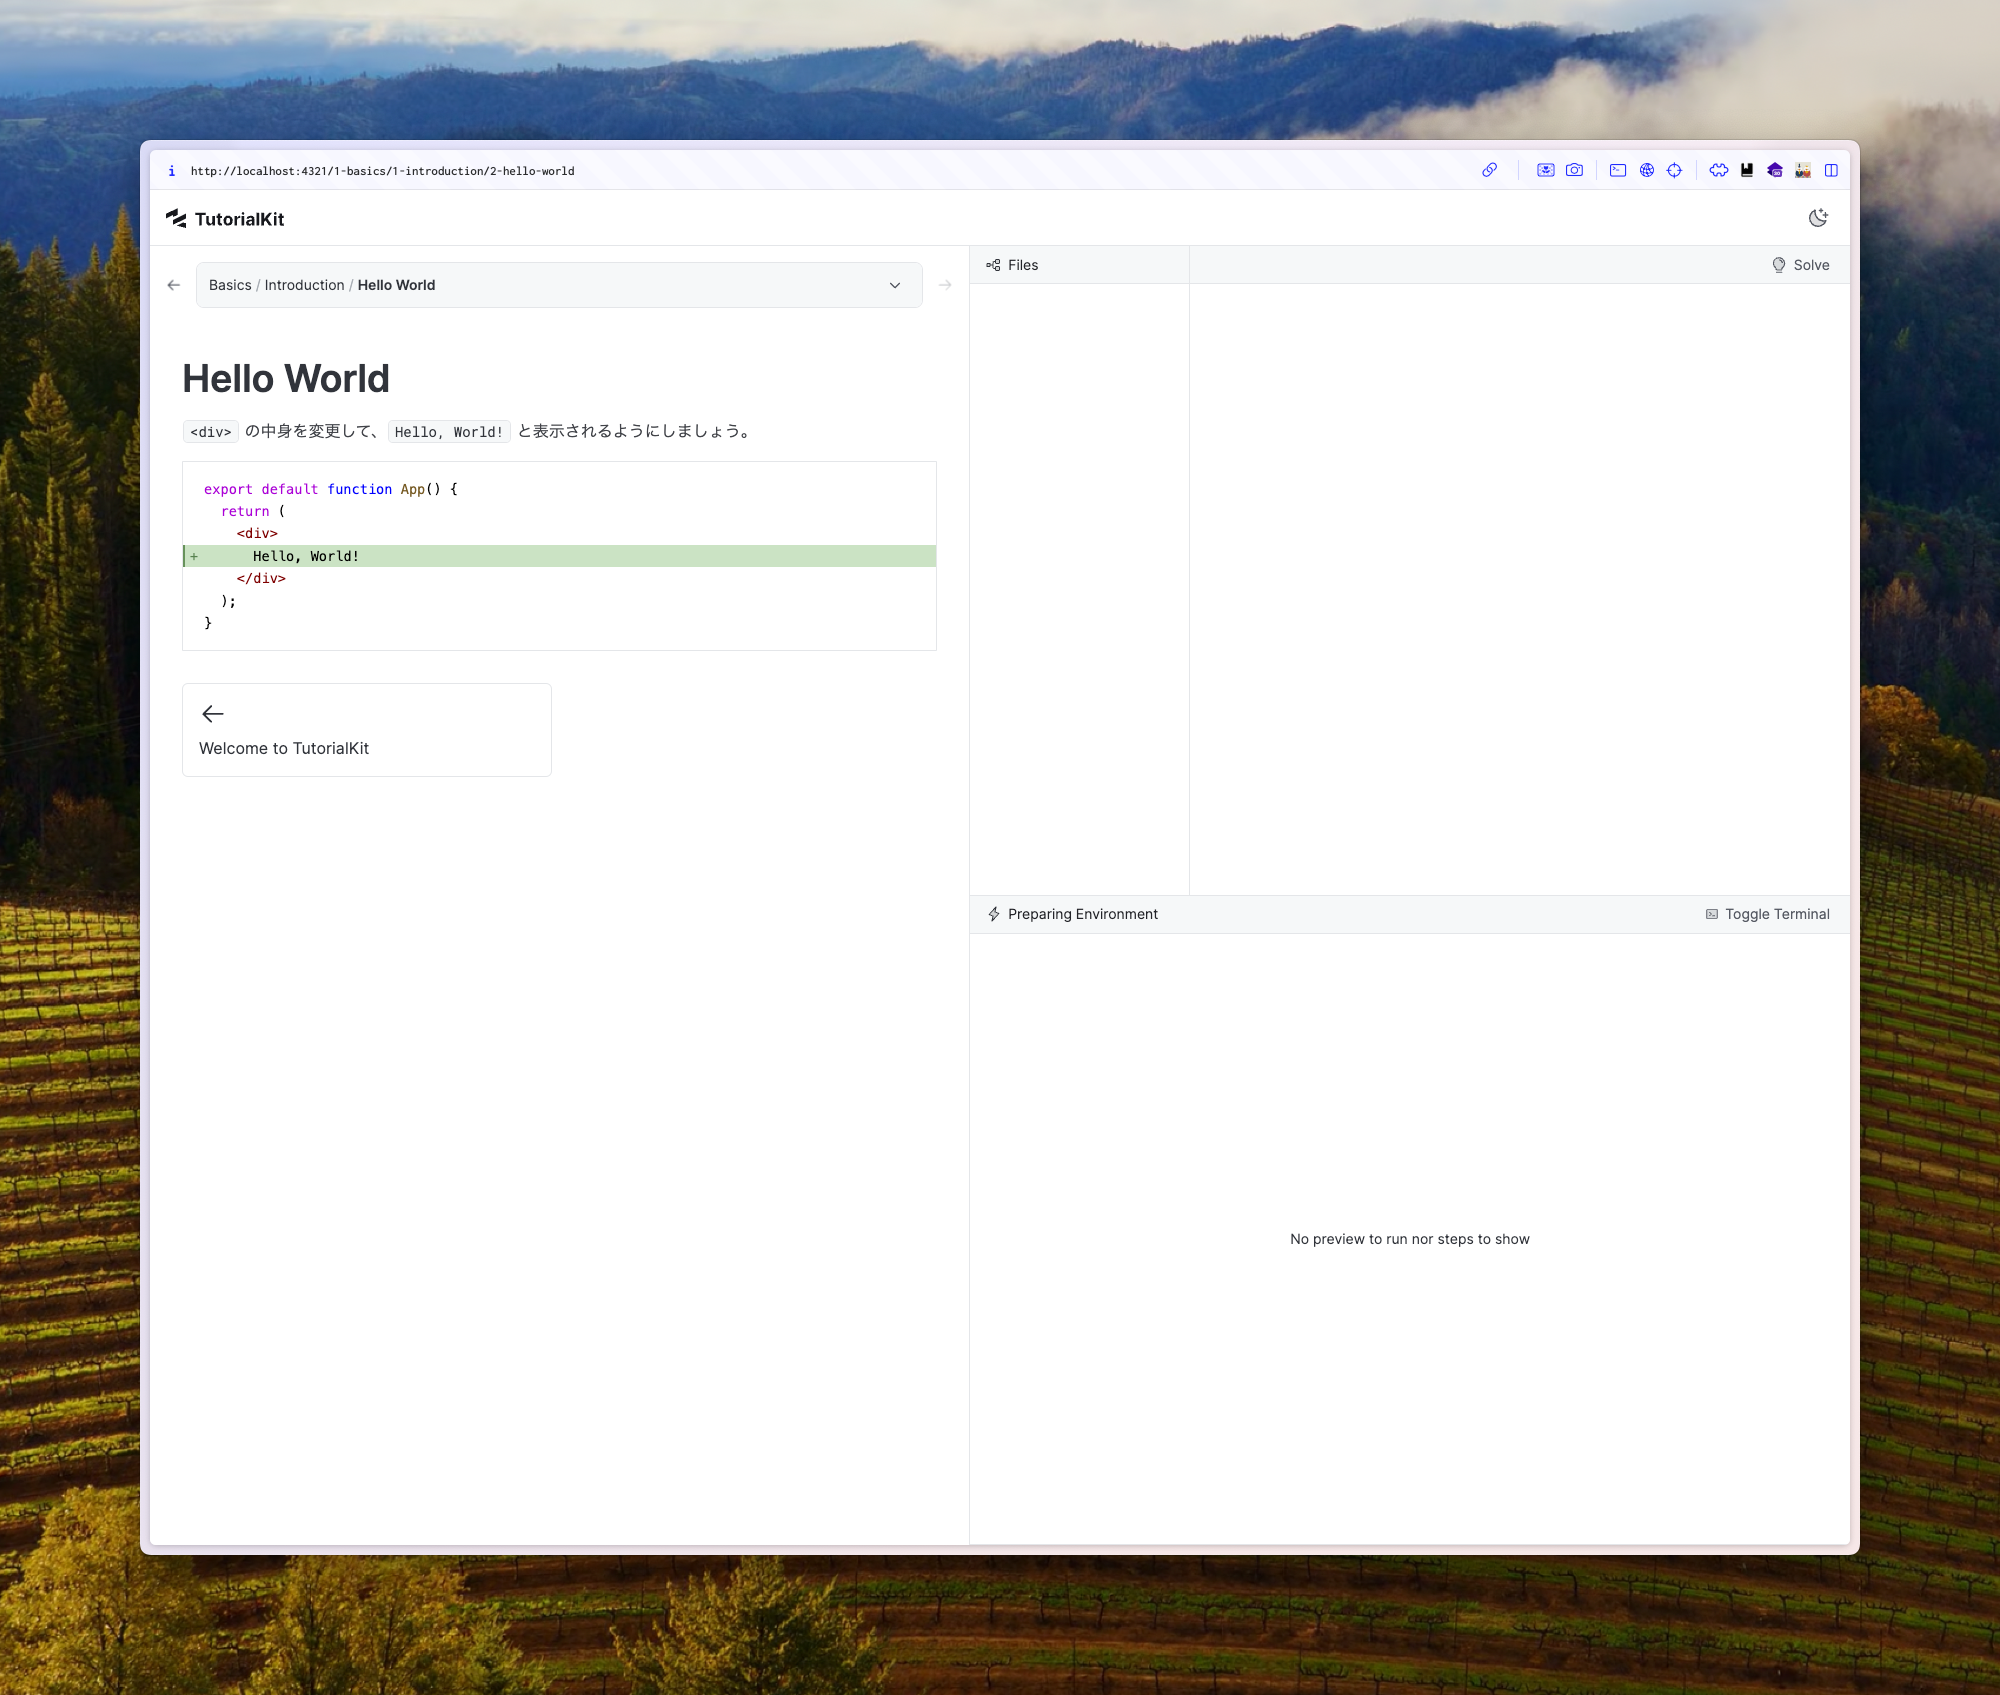 http://localhost:4321/1-basics/1-introduction/2-hello-world
TutorialKit
Basics / Introduction / Hello World
Hello World
<div> の中身を変更して、 Hello, World! と表示されるようにしましょう。
export default function App() {
return (
<div>
+ Hello, World!
</div>
);
}
Welcome to TutorialKit
Files
Solve
Preparing Environment
Toggle Terminal
No preview to run nor steps to show